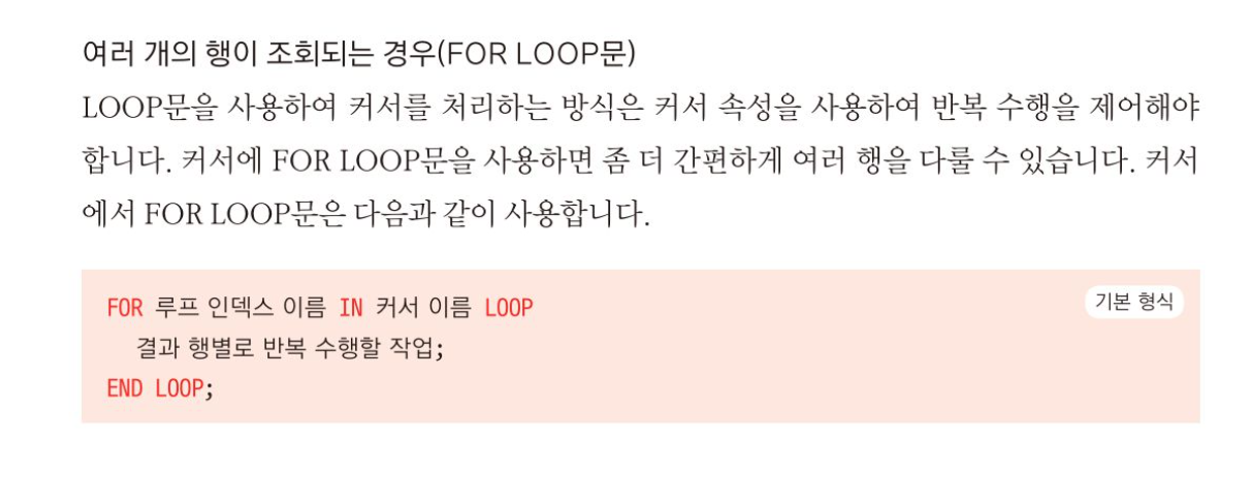 여러 개의 행이 조회되는 경우(FOR LOOP문)
LOOP문을 사용하여 커서를 처리하는 방식은 커서 속성을 사용하여 반복 수행을 제어해야
합니다. 커서에 FOR LOOP문을 사용하면 좀 더 간편하게 여러 행을 다룰 수 있습니다. 커서
에서 FOR LOOP문은 다음과 같이 사용합니다.
FOR 루프 인덱스 이름 IN 커서 이름 LOOP
기본 형식
결과 행별로 반복 수행할 작업;
END LOOP;